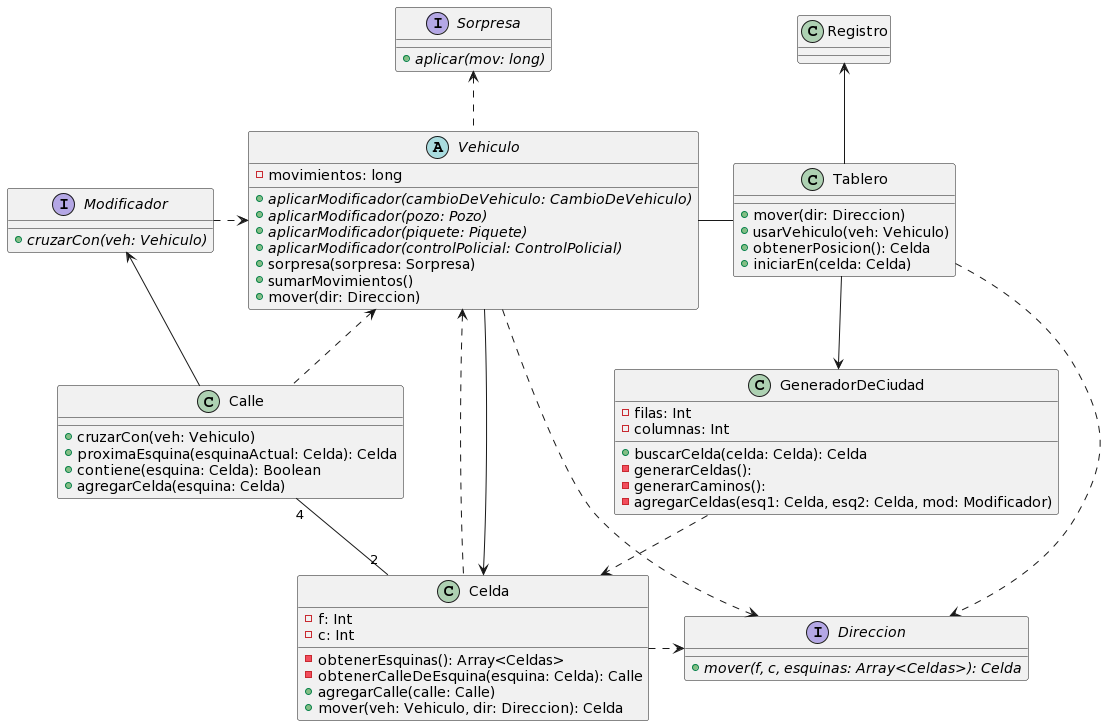 I Sorpresa
aplicar(mov: long)
C Registro
A Vehiculo
movimientos: long
aplicarModificador(cambioDeVehiculo: CambioDeVehiculo)
aplicarModificador(pozo: Pozo)
aplicarModificador(piquete: Piquete)
aplicarModificador(controlPolicial: ControlPolicial)
sorpresa(sorpresa: Sorpresa)
sumarMovimientos()
mover(dir: Direccion)
C Tablero
mover(dir: Direccion)
usarVehiculo(veh: Vehiculo)
obtenerPosicion(): Celda
iniciarEn(celda: Celda)
I Modificador
cruzarCon(veh: Vehiculo)
C Calle
cruzarCon(veh: Vehiculo)
proximaEsquina(esquinaActual: Celda): Celda
contiene(esquina: Celda): Boolean
agregarCelda(esquina: Celda)
C GeneradorDeCiudad
filas: Int
columnas: Int
buscarCelda(celda: Celda): Celda
generarCeldas():
generarCaminos():
agregarCeldas(esq1: Celda, esq2: Celda, mod: Modificador)
4
2
C Celda
f: Int
c: Int
obtenerEsquinas(): Array<Celdas>
obtenerCalleDeEsquina(esquina: Celda): Calle
agregarCalle(calle: Calle)
mover(veh: Vehiculo, dir: Direccion): Celda
I Direccion
mover(f, c, esquinas: Array<Celdas>): Celda